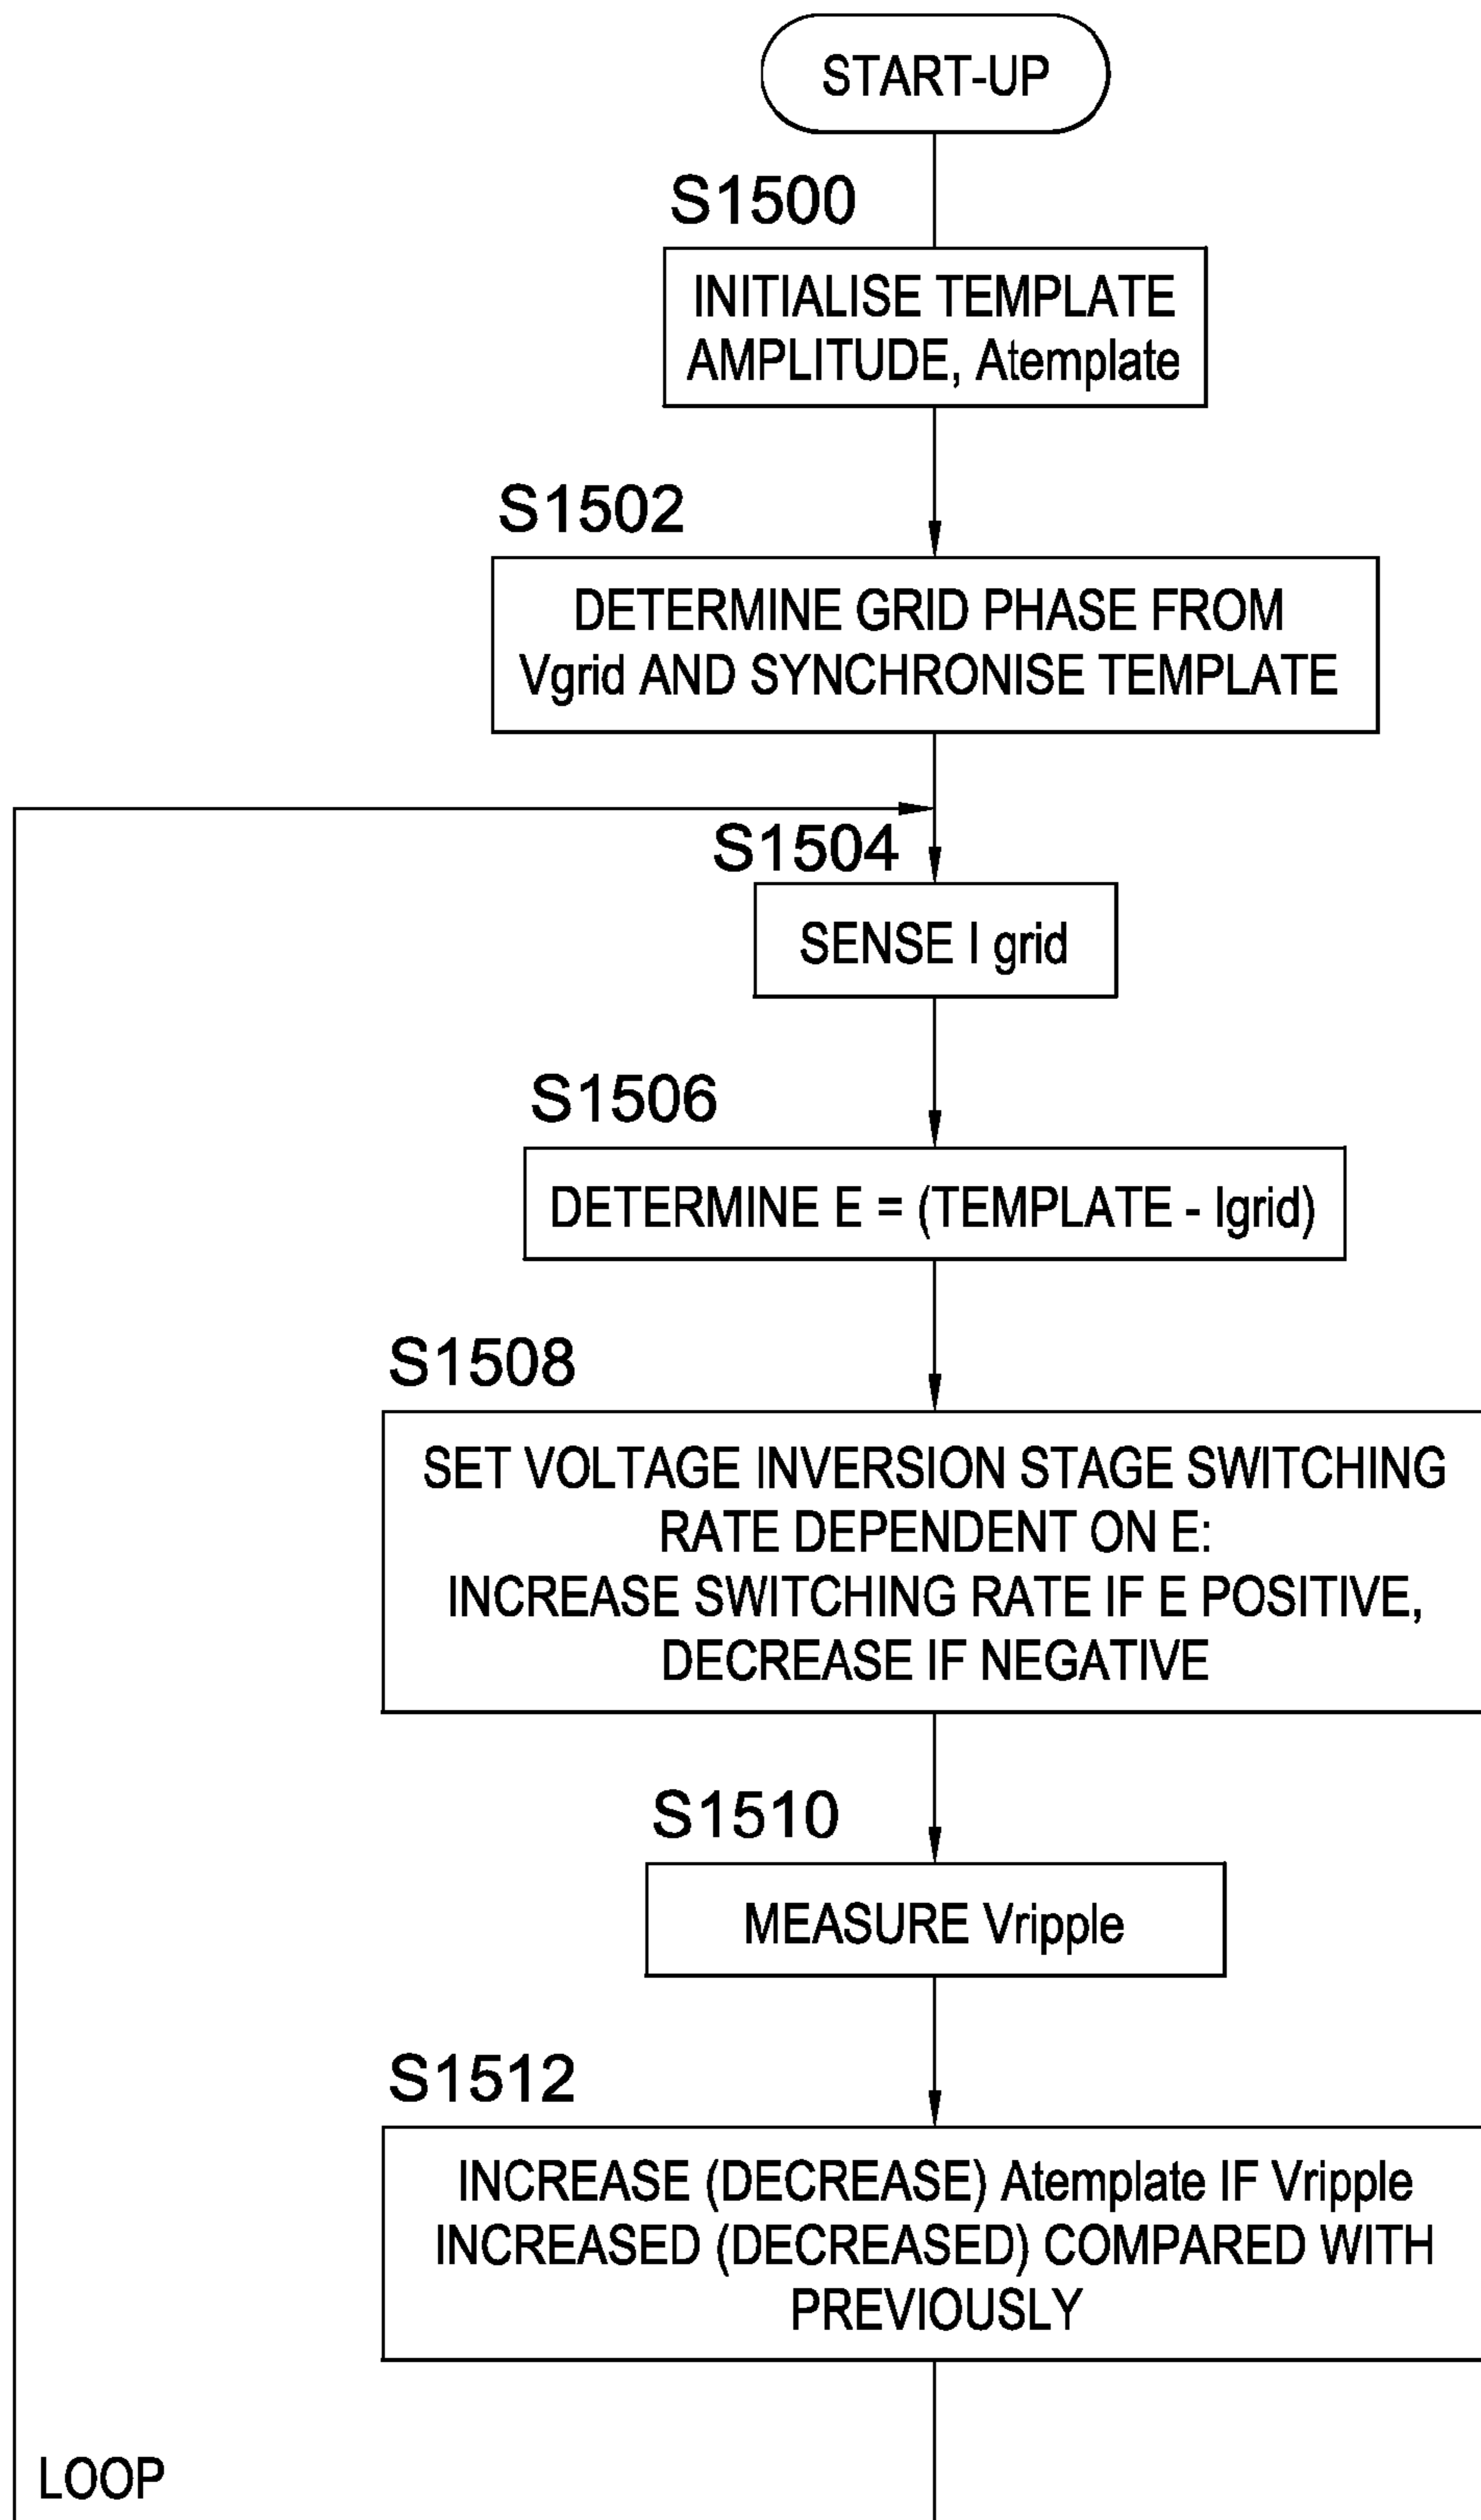 START-UP
S1500
INITIALISE TEMPLATE
AMPLITUDE, Atemplate
S1502
DETERMINE GRID PHASE FROM
Vgrid AND SYNCHRONISE TEMPLATE
S1504
SENSE I grid
S1506
DETERMINE E = (TEMPLATE - Igrid)
S1508
SET VOLTAGE INVERSION STAGE SWITCHING
RATE DEPENDENT ON E:
INCREASE SWITCHING RATE IF E POSITIVE,
DECREASE IF NEGATIVE
S1510
MEASURE Vripple
S1512
INCREASE (DECREASE) Atemplate IF Vripple
INCREASED (DECREASED) COMPARED WITH
PREVIOUSLY
LOOP